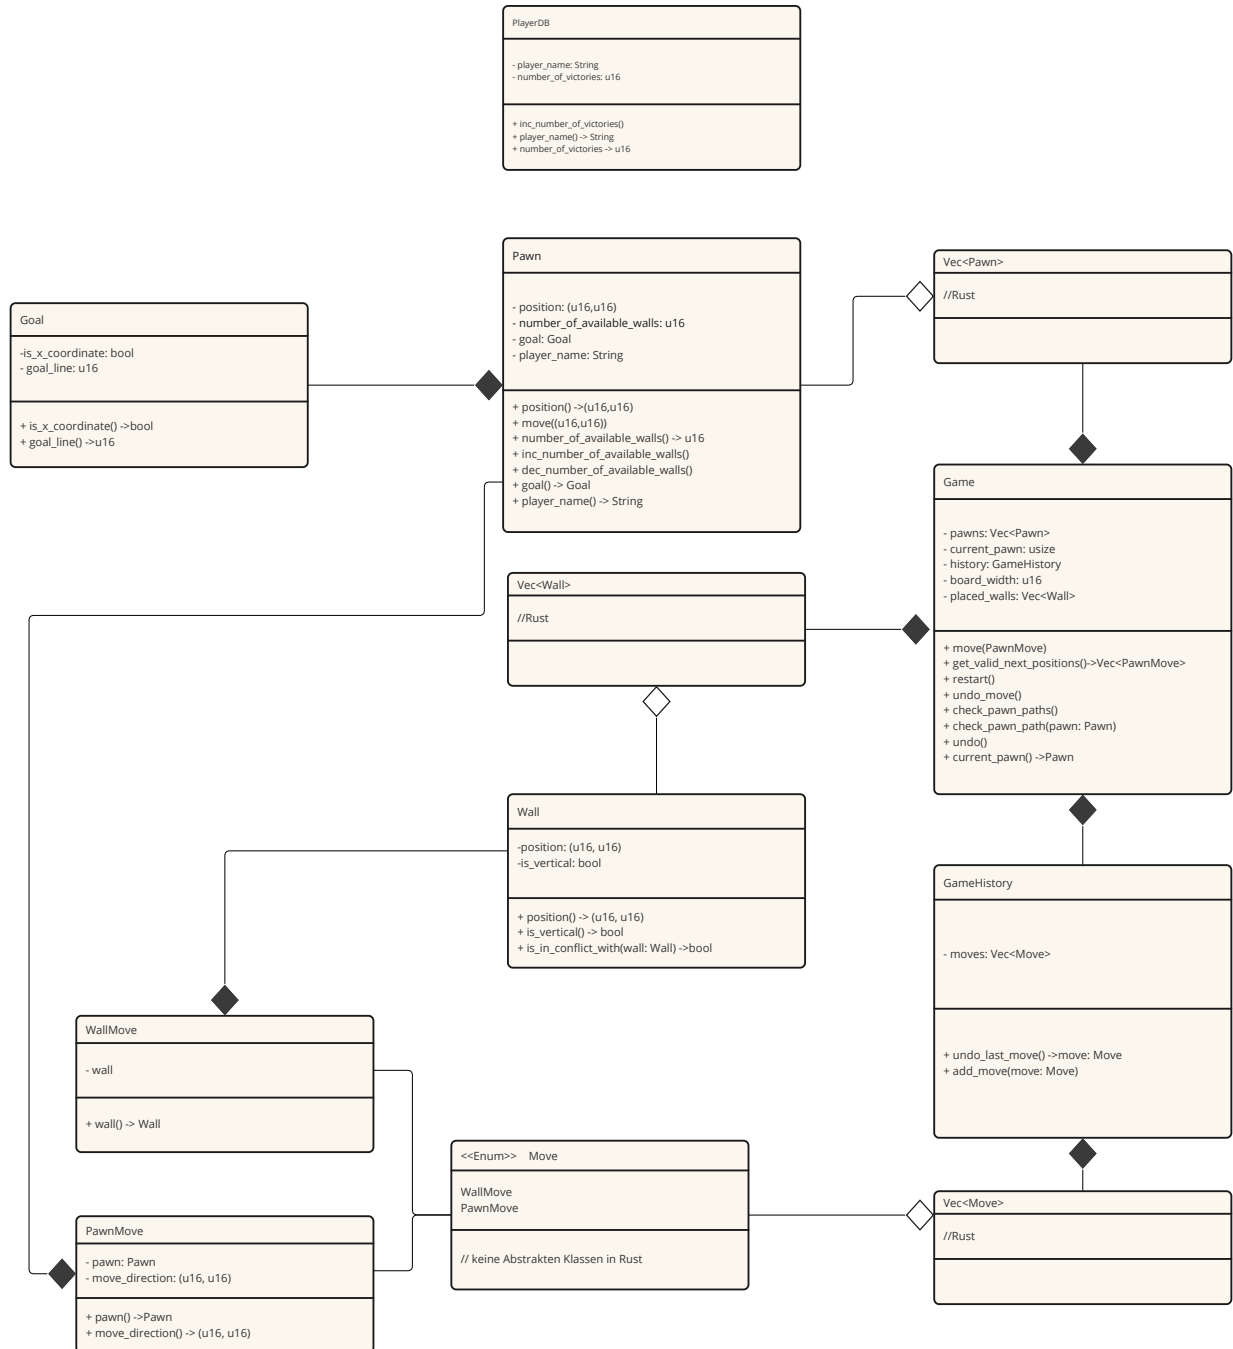 PlayerDB
- player_name: String
- number_of_victories: u16
+ inc_number_of_victories()
+ player_name() -> String
+ number_of_victories -> u16
Pawn
- position: (u16,u16)
- number_of_available_walls: u16
- goal: Goal
- player_name: String
+ position() ->(u16,u16)
+ move((u16,u16))
+ number_of_available_walls() -> u16
+ inc_number_of_available_walls()
+ dec_number_of_available_walls()
+ goal() -> Goal
+ player_name() -> String
Vec<Pawn>
//Rust
Goal
-is_x_coordinate: bool
- goal_line: u16
+ is_x_coordinate() ->bool
+ goal_line() ->u16
Game
- pawns: Vec<Pawn>
- current_pawn: usize
- history: GameHistory
- board_width: u16
- placed_walls: Vec<Wall>
+ move(PawnMove)
+ get_valid_next_positions()->Vec<PawnMove>
+ restart()
+ undo_move()
+ check_pawn_paths()
+ check_pawn_path(pawn: Pawn)
+ undo()
+ current_pawn() ->Pawn
Vec<Wall>
//Rust
Wall
-position: (u16, u16)
-is_vertical: bool
+ position() -> (u16, u16)
+ is_vertical() -> bool
+ is_in_conflict_with(wall: Wall) ->bool
GameHistory
- moves: Vec<Move>
+ undo_last_move() ->move: Move
+ add_move(move: Move)
WallMove
- wall
+ wall() -> Wall
<<Enum>> Move
WallMove
PawnMove
// keine Abstrakten Klassen in Rust
Vec<Move>
//Rust
PawnMove
- pawn: Pawn
- move_direction: (u16, u16)
+ pawn() ->Pawn
+ move_direction() -> (u16, u16)